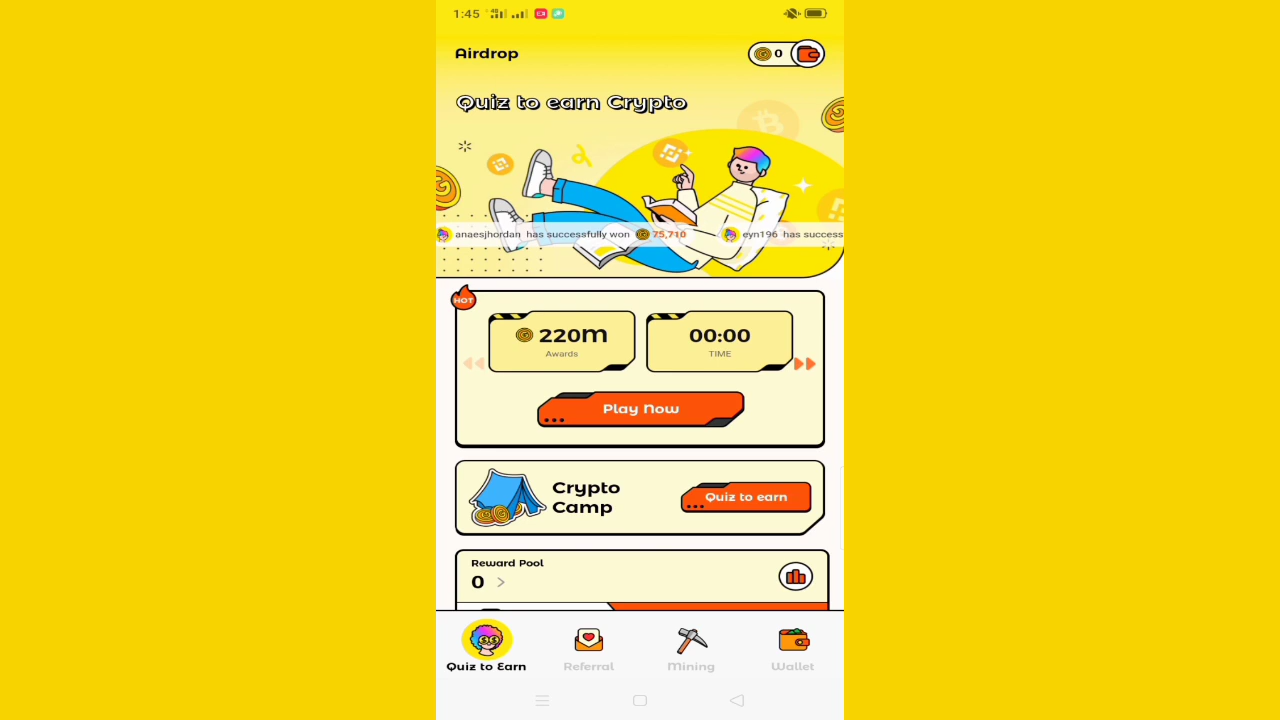 1:45
Airdrop
0
Quiz to earn Crypto
anaesjhordan has successfully won 75,710
eyn196 has success
HOT
220m
Awards
00:00
TIME
Play Now
Crypto
Camp
Quiz to earn
Reward Pool
0 >
Quiz to Earn
Referral
Mining
Wallet